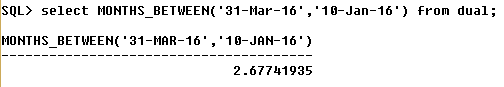 SQL> select MONTHS_BETWEEN('31-Mar-16','10-Jan-16') from dual;
MONTHS_BETWEEN('31-MAR-16','10-JAN-16')
---------------------------------------
2.67741935